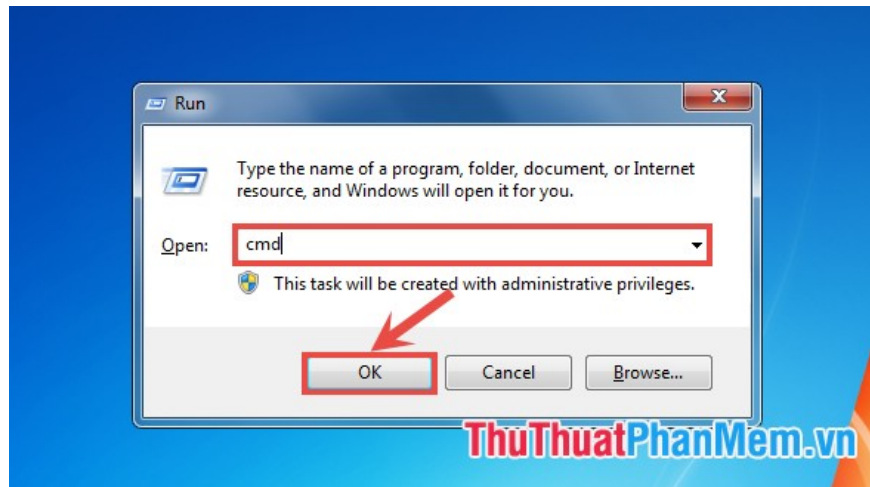 Run
Type the name of a program, folder, document, or Internet
resource, and Windows will open it for you.
Open: cmd
This task will be created with administrative privileges.
OK Cancel Browse...
ThuThuatPhanMem.vn